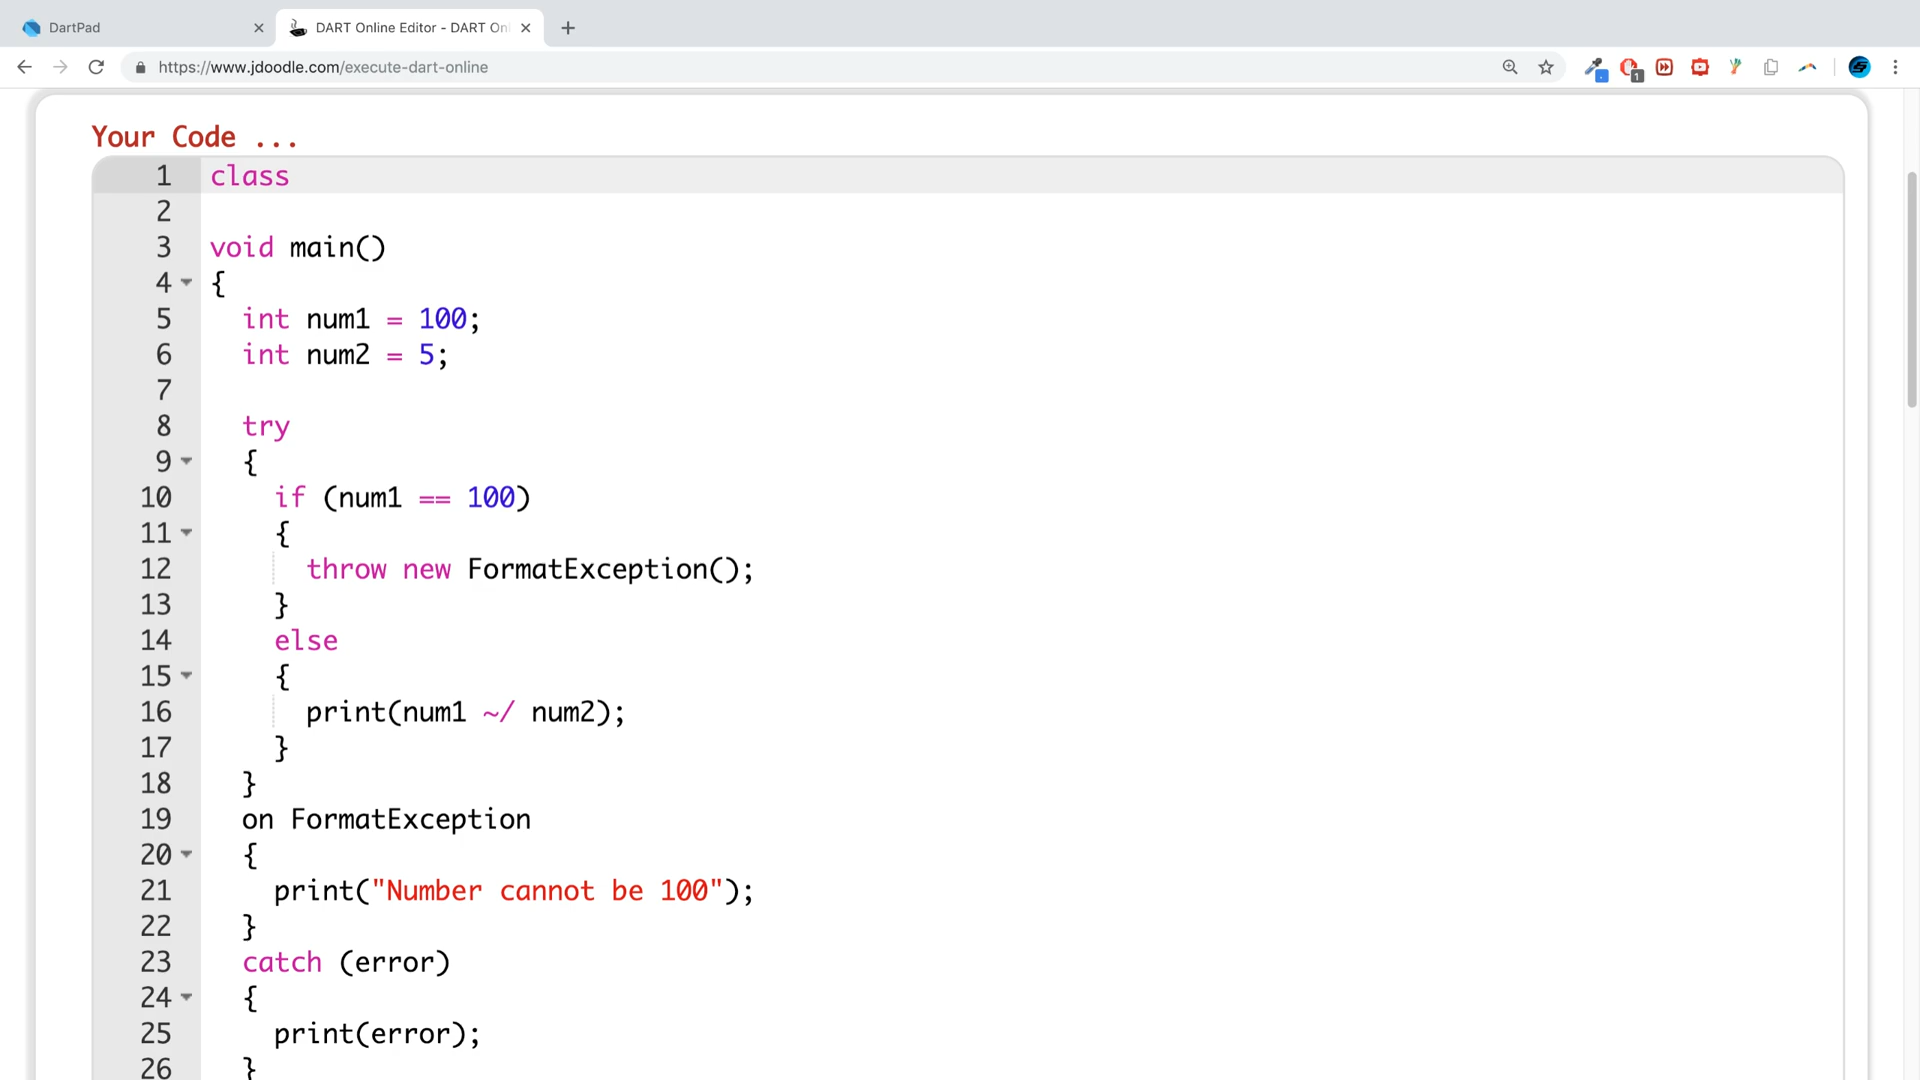 DartPad
DART Online Editor - DART Onl
https://www.jdoodle.com/execute-dart-online
1
Your Code ...
1 class
2
3 void main()
4 {
5 int num1 = 100;
6 int num2 = 5;
7
8 try
9 {
10 if (num1 == 100)
11 {
12 throw new FormatException();
13 }
14 else
15 {
16 print(num1 ~/ num2);
17 }
18 }
19 on FormatException
20 {
21 print("Number cannot be 100");
22 }
23 catch (error)
24 {
25 print(error);
26 }